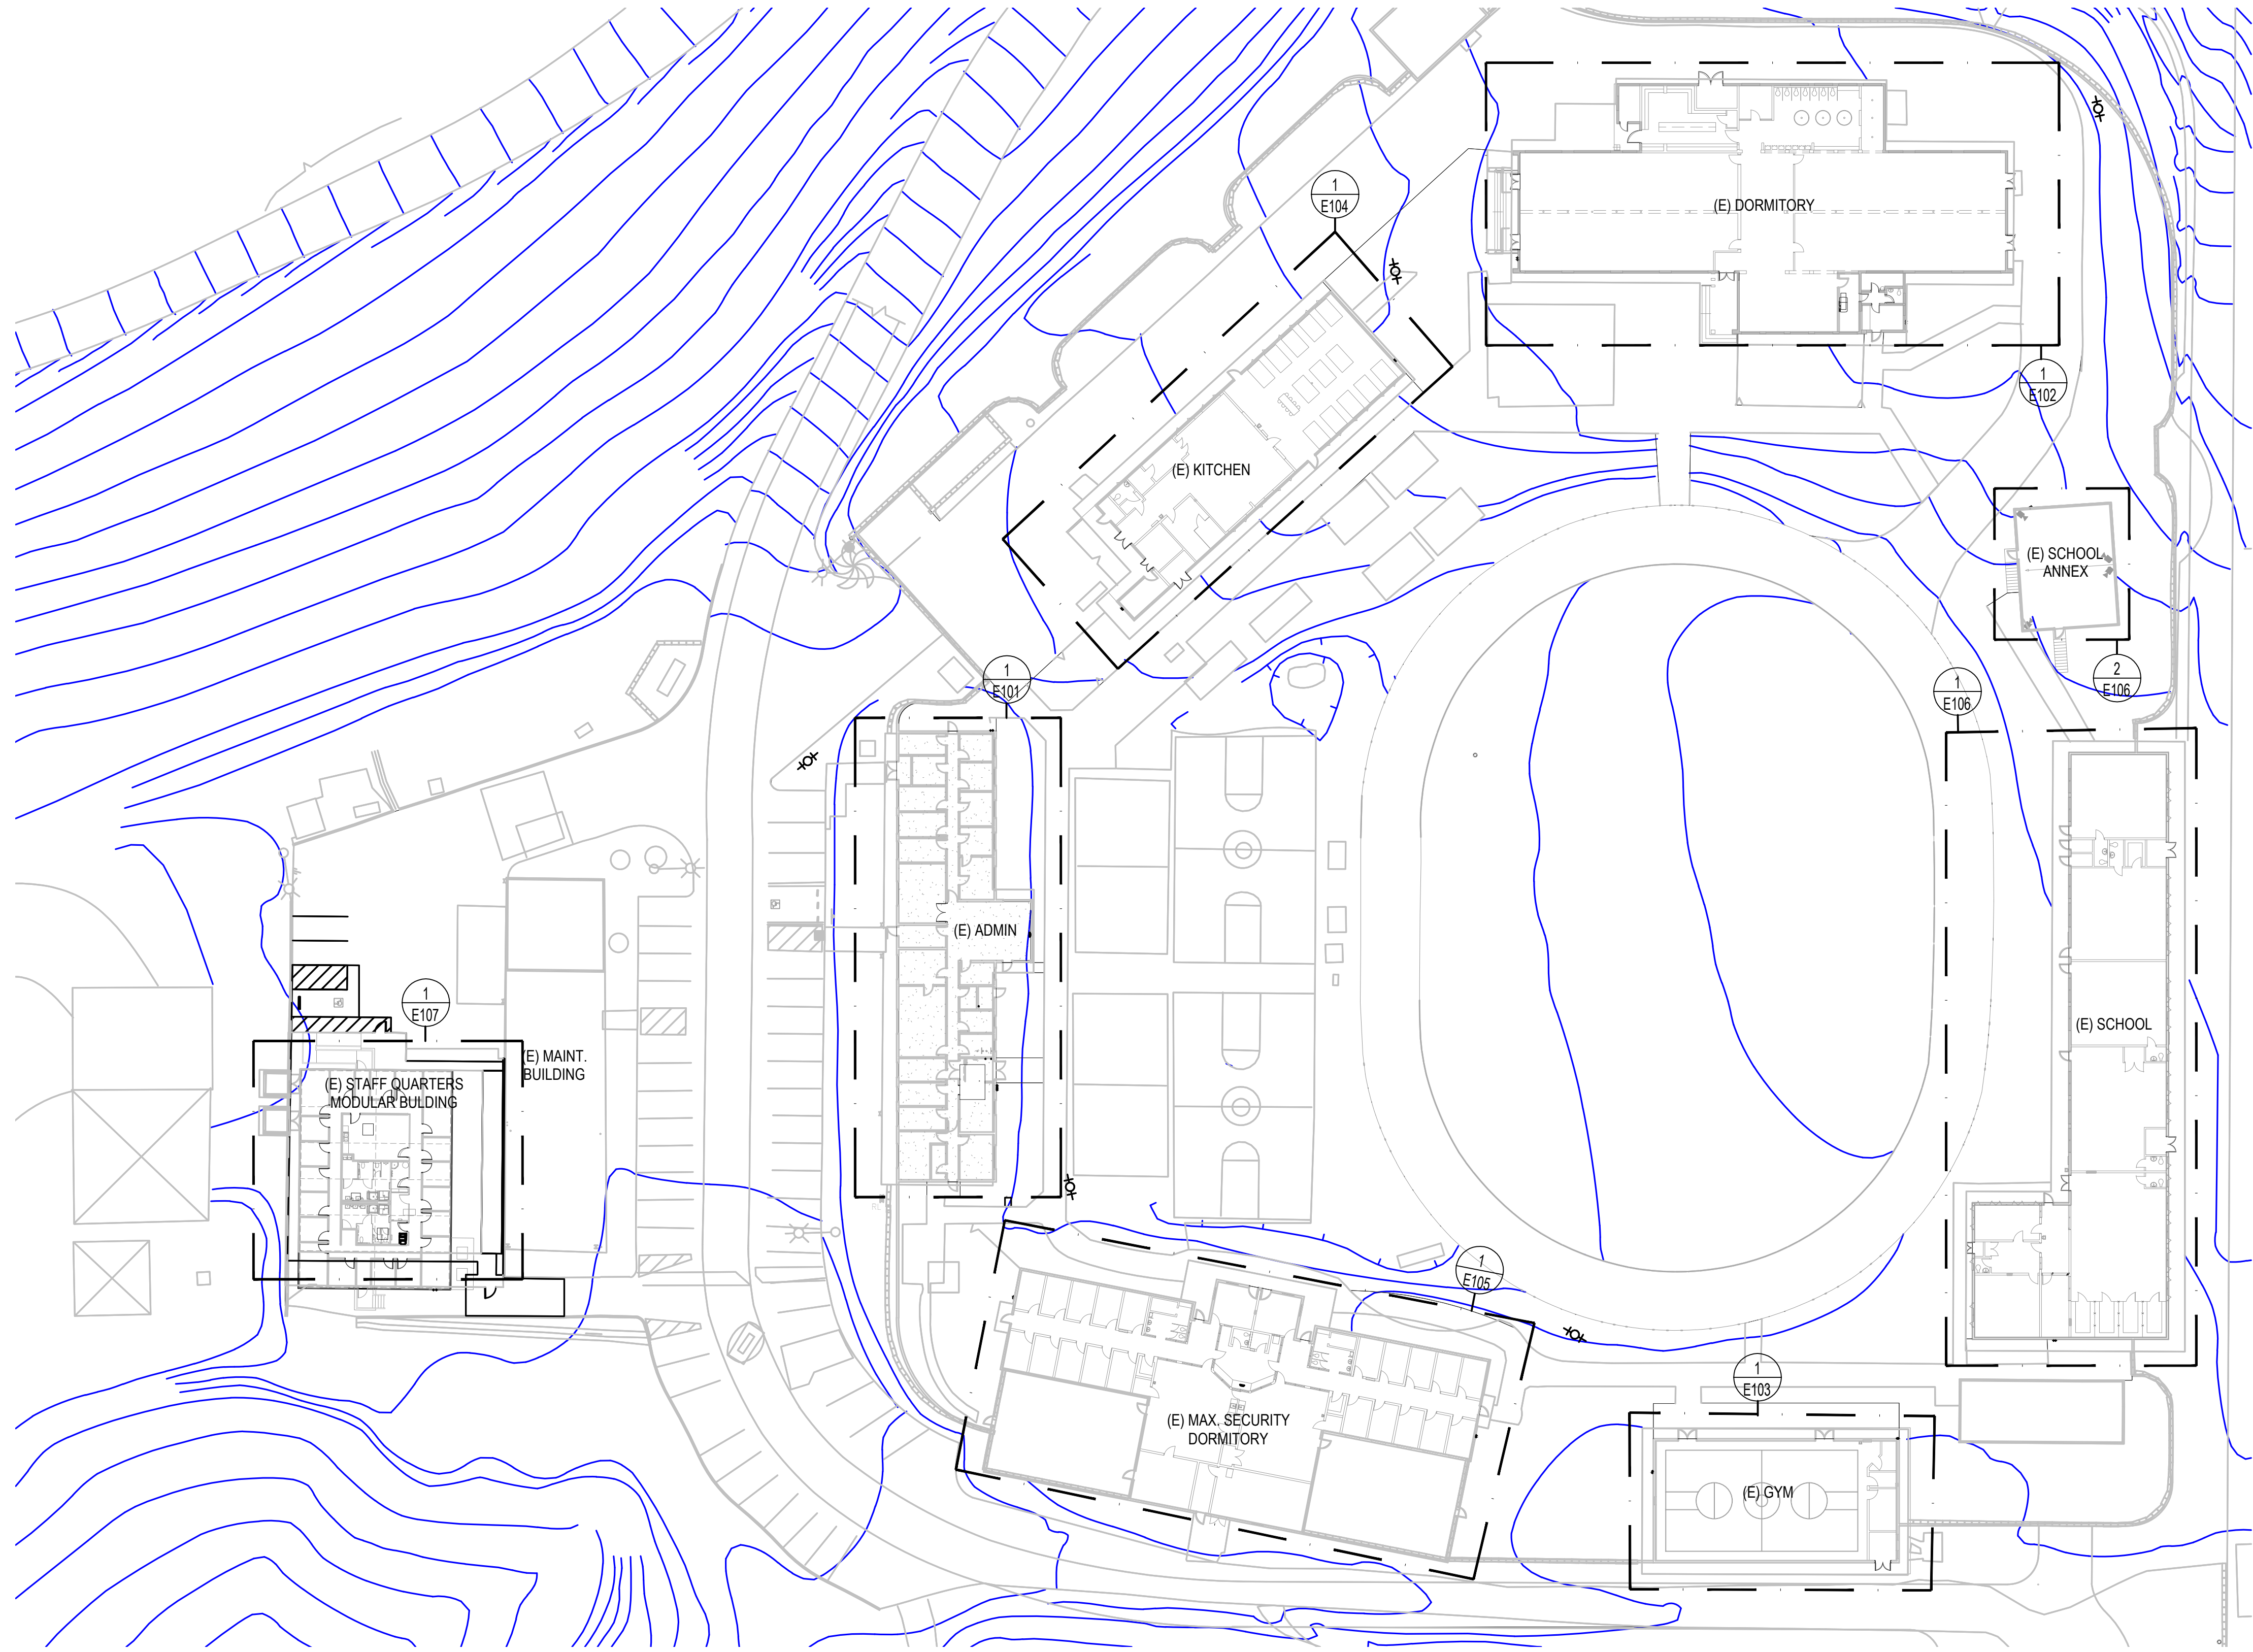 1
E104
(E) DORMITORY
1
E102
(E) KITCHEN
(E) SCHOOL
ANNEX
2
E106
1
E101
1
E106
(E) ADMIN
1
E107
(E) SCHOOL
(E) MAINT.
BUILDING
(E) STAFF QUARTERS
MODULAR BULDING
1
E105
1
E103
(E) MAX. SECURITY
DORMITORY
(E) GYM